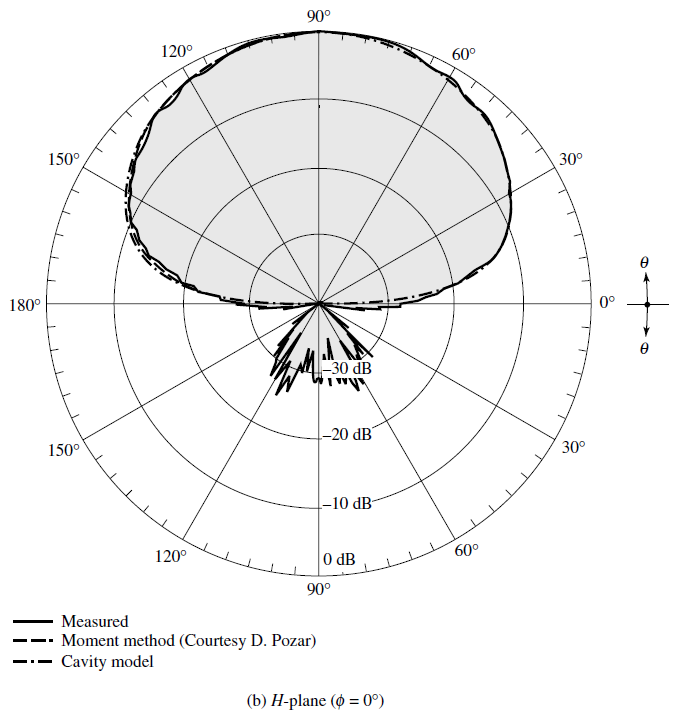 90°
120°
60°
150°
30°
θ
180°
0°
θ
–30 dB
–20 dB
150°
30°
–10 dB
120°
60°
0 dB
90°
Measured
Moment method (Courtesy D. Pozar)
Cavity model
(b) H-plane (ϕ = 0°)